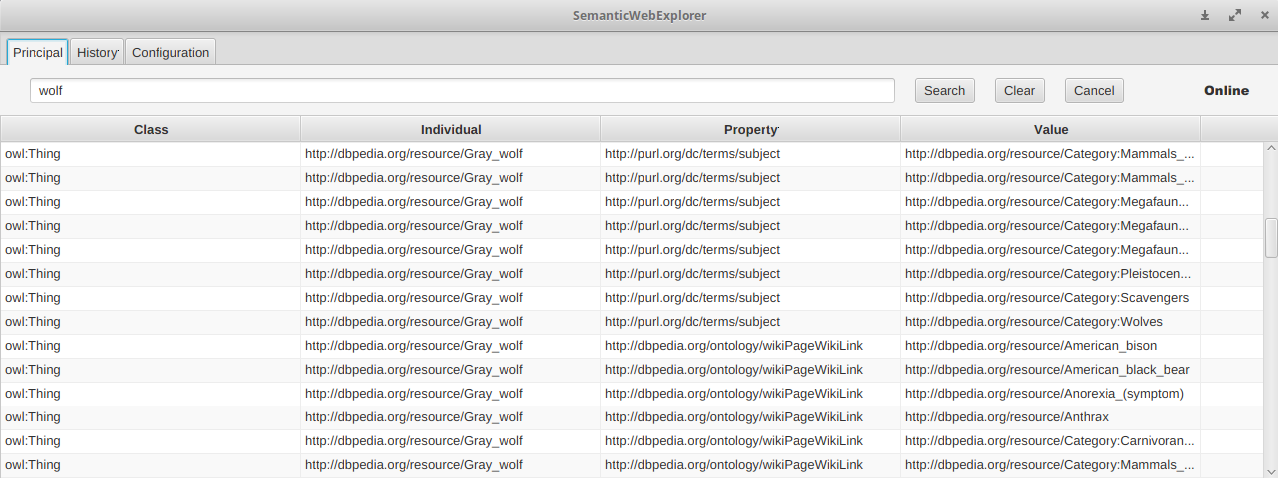 SemanticWebExplorer
Principal History Configuration
wolf Search Clear Cancel Online
Class Individual Property Value
owl:Thing http://dbpedia.org/resource/Gray_wolf http://purl.org/dc/terms/subject http://dbpedia.org/resource/Category:Mammals_...
owl:Thing http://dbpedia.org/resource/Gray_wolf http://purl.org/dc/terms/subject http://dbpedia.org/resource/Category:Mammals_...
owl:Thing http://dbpedia.org/resource/Gray_wolf http://purl.org/dc/terms/subject http://dbpedia.org/resource/Category:Megafaun...
owl:Thing http://dbpedia.org/resource/Gray_wolf http://purl.org/dc/terms/subject http://dbpedia.org/resource/Category:Megafaun...
owl:Thing http://dbpedia.org/resource/Gray_wolf http://purl.org/dc/terms/subject http://dbpedia.org/resource/Category:Megafaun...
owl:Thing http://dbpedia.org/resource/Gray_wolf http://purl.org/dc/terms/subject http://dbpedia.org/resource/Category:Pleistocen...
owl:Thing http://dbpedia.org/resource/Gray_wolf http://purl.org/dc/terms/subject http://dbpedia.org/resource/Category:Scavengers
owl:Thing http://dbpedia.org/resource/Gray_wolf http://purl.org/dc/terms/subject http://dbpedia.org/resource/Category:Wolves
owl:Thing http://dbpedia.org/resource/Gray_wolf http://dbpedia.org/ontology/wikiPageWikiLink http://dbpedia.org/resource/American_bison
owl:Thing http://dbpedia.org/resource/Gray_wolf http://dbpedia.org/ontology/wikiPageWikiLink http://dbpedia.org/resource/American_black_bear
owl:Thing http://dbpedia.org/resource/Gray_wolf http://dbpedia.org/ontology/wikiPageWikiLink http://dbpedia.org/resource/Anorexia_(symptom)
owl:Thing http://dbpedia.org/resource/Gray_wolf http://dbpedia.org/ontology/wikiPageWikiLink http://dbpedia.org/resource/Anthrax
owl:Thing http://dbpedia.org/resource/Gray_wolf http://dbpedia.org/ontology/wikiPageWikiLink http://dbpedia.org/resource/Category:Carnivoran...
owl:Thing http://dbpedia.org/resource/Gray_wolf http://dbpedia.org/ontology/wikiPageWikiLink http://dbpedia.org/resource/Category:Mammals_...